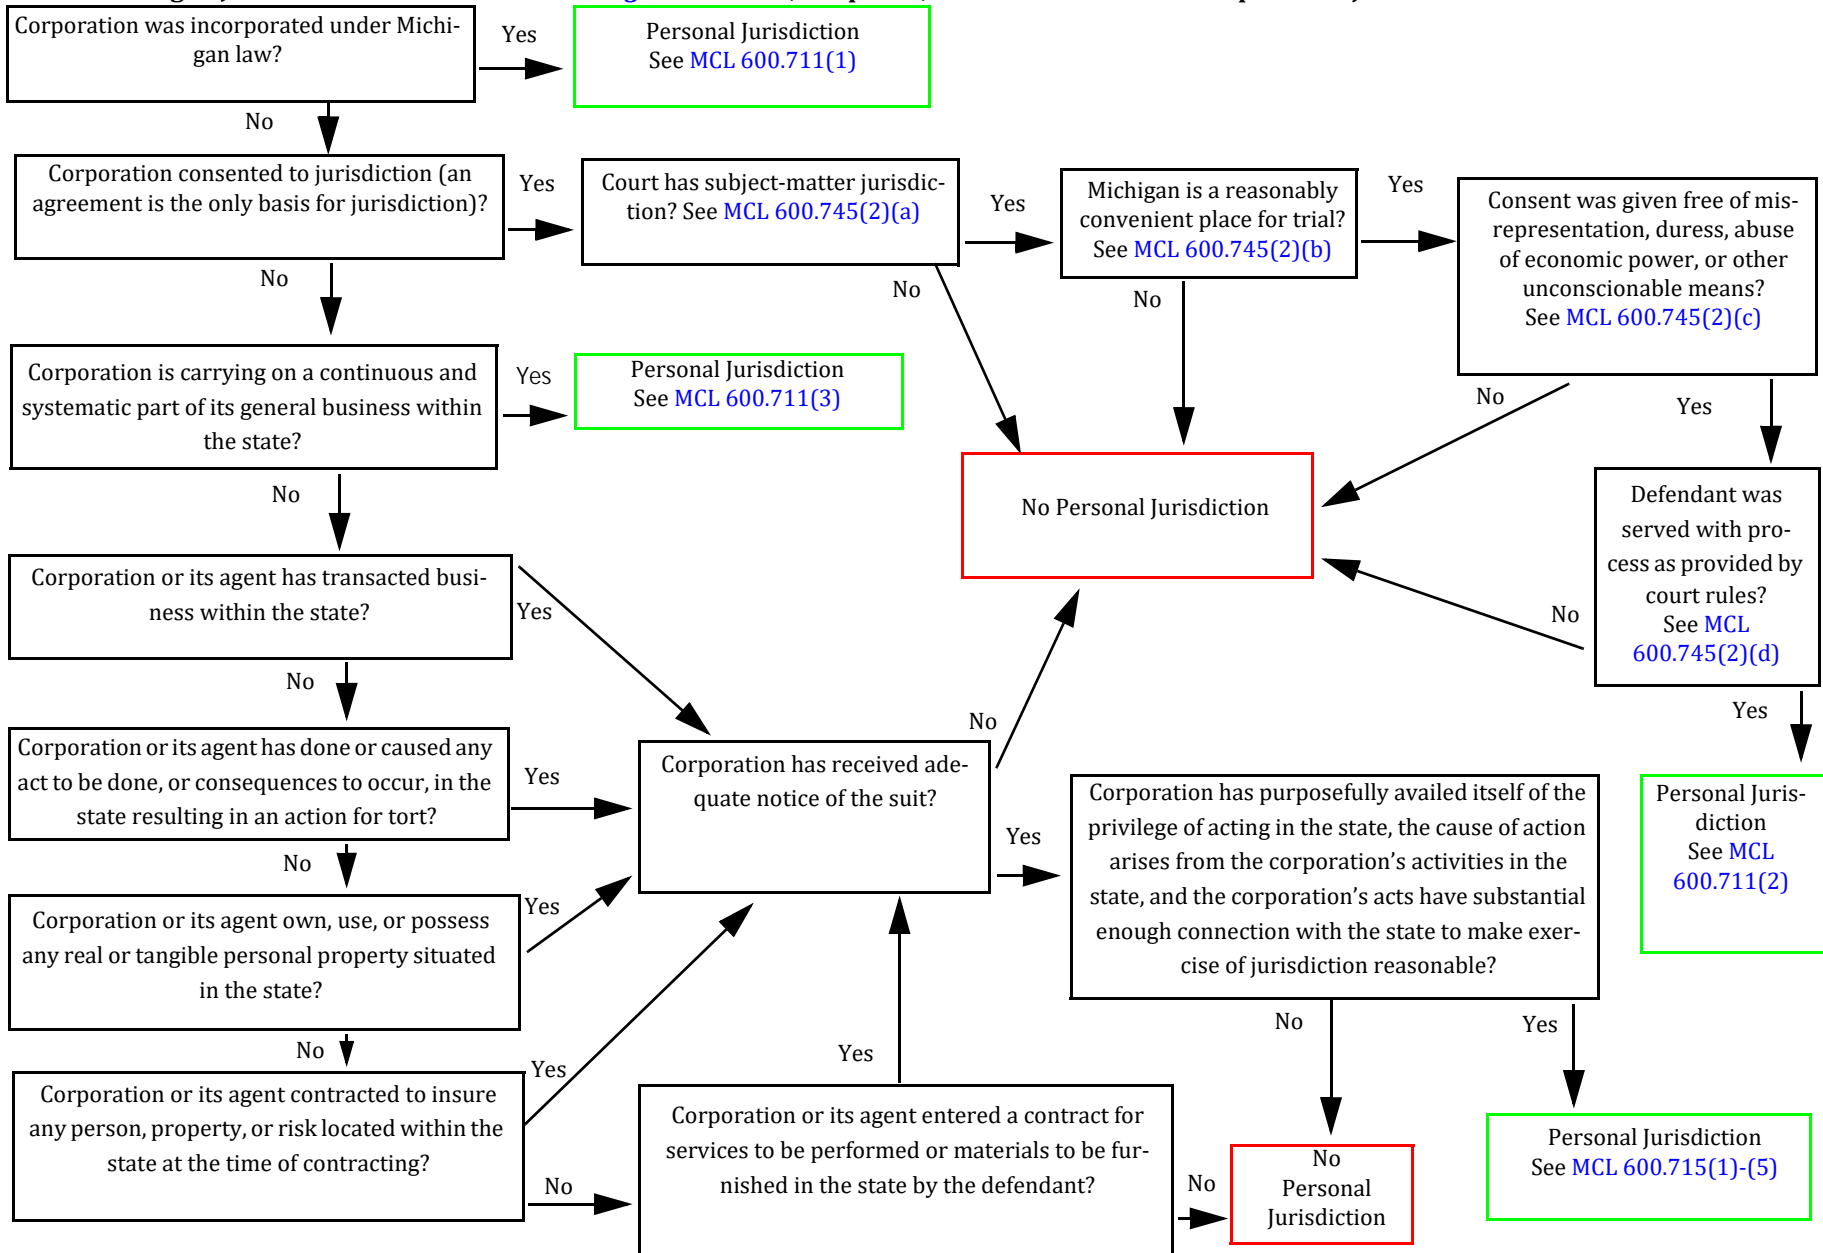 Corporation was incorporated under Michi-
gan law?
Yes
Personal Jurisdiction
See MCL 600.711(1)
No
Corporation consented to jurisdiction (an
agreement is the only basis for jurisdiction)?
Yes
Court has subject-matter jurisdic-
tion? See MCL 600.745(2)(a)
Yes
Michigan is a reasonably
convenient place for trial?
See MCL 600.745(2)(b)
Yes
Consent was given free of mis-
representation, duress, abuse
of economic power, or other
unconscionable means?
See MCL 600.745(2)(c)
No
No
No
No
Yes
Corporation is carrying on a continuous and
systematic part of its general business within
the state?
Yes
Personal Jurisdiction
See MCL 600.711(3)
No
No Personal Jurisdiction
Defendant was
served with pro-
cess as provided by
court rules?
See MCL
600.745(2)(d)
No
Yes
Personal Juris-
diction
See MCL
600.711(2)
Corporation or its agent has transacted busi-
ness within the state?
Yes
No
Corporation or its agent has done or caused any
act to be done, or consequences to occur, in the
state resulting in an action for tort?
Yes
No
Corporation has received ade-
quate notice of the suit?
No
Yes
Corporation has purposefully availed itself of the
privilege of acting in the state, the cause of action
arises from the corporation’s activities in the
state, and the corporation’s acts have substantial
enough connection with the state to make exer-
cise of jurisdiction reasonable?
Corporation or its agent own, use, or possess
any real or tangible personal property situated
in the state?
Yes
No
Corporation or its agent contracted to insure
any person, property, or risk located within the
state at the time of contracting?
Yes
No
Corporation or its agent entered a contract for
services to be performed or materials to be fur-
nished in the state by the defendant?
Yes
No
No
Personal
Jurisdiction
No
Yes
Personal Jurisdiction
See MCL 600.715(1)-(5)